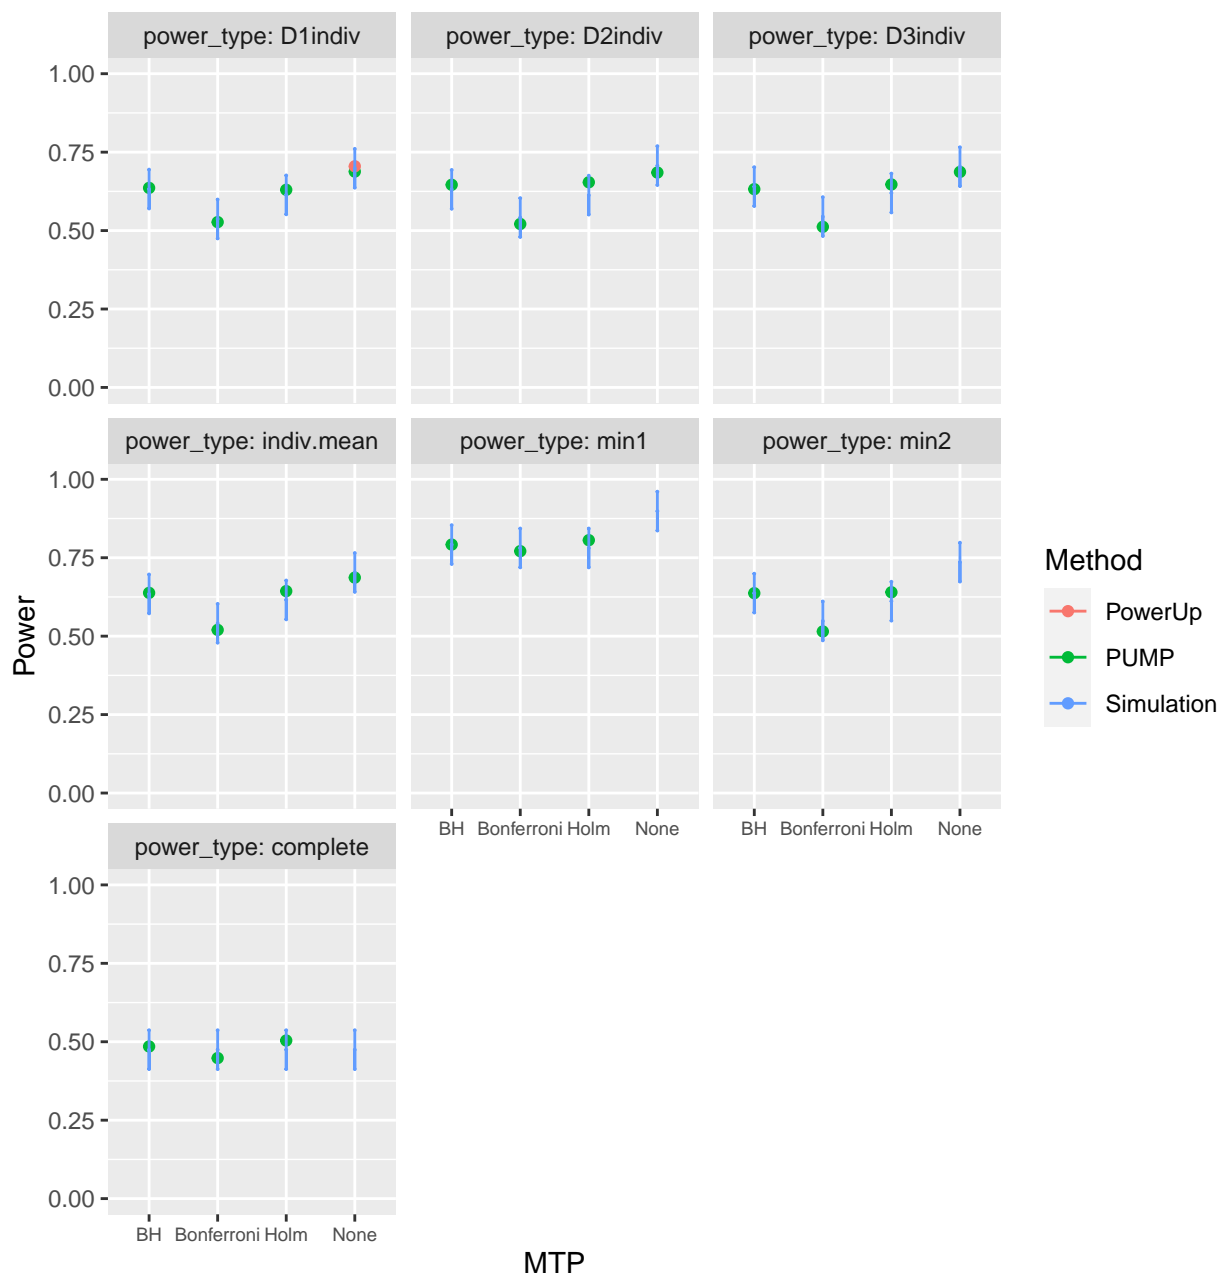 power_type: D1indiv power_type: D2indiv power_type: D3indiv
1.00
0.75
0.50
0.25
0.00
power_type: indiv.mean power_type: min1 power_type: min2
1.00
0.75
0.50
0.25
0.00
BH Bonferroni Holm None BH Bonferroni Holm None
power_type: complete
1.00
0.75
0.50
0.25
0.00
BH Bonferroni Holm None
MTP
Power
Method
PowerUp
PUMP
Simulation